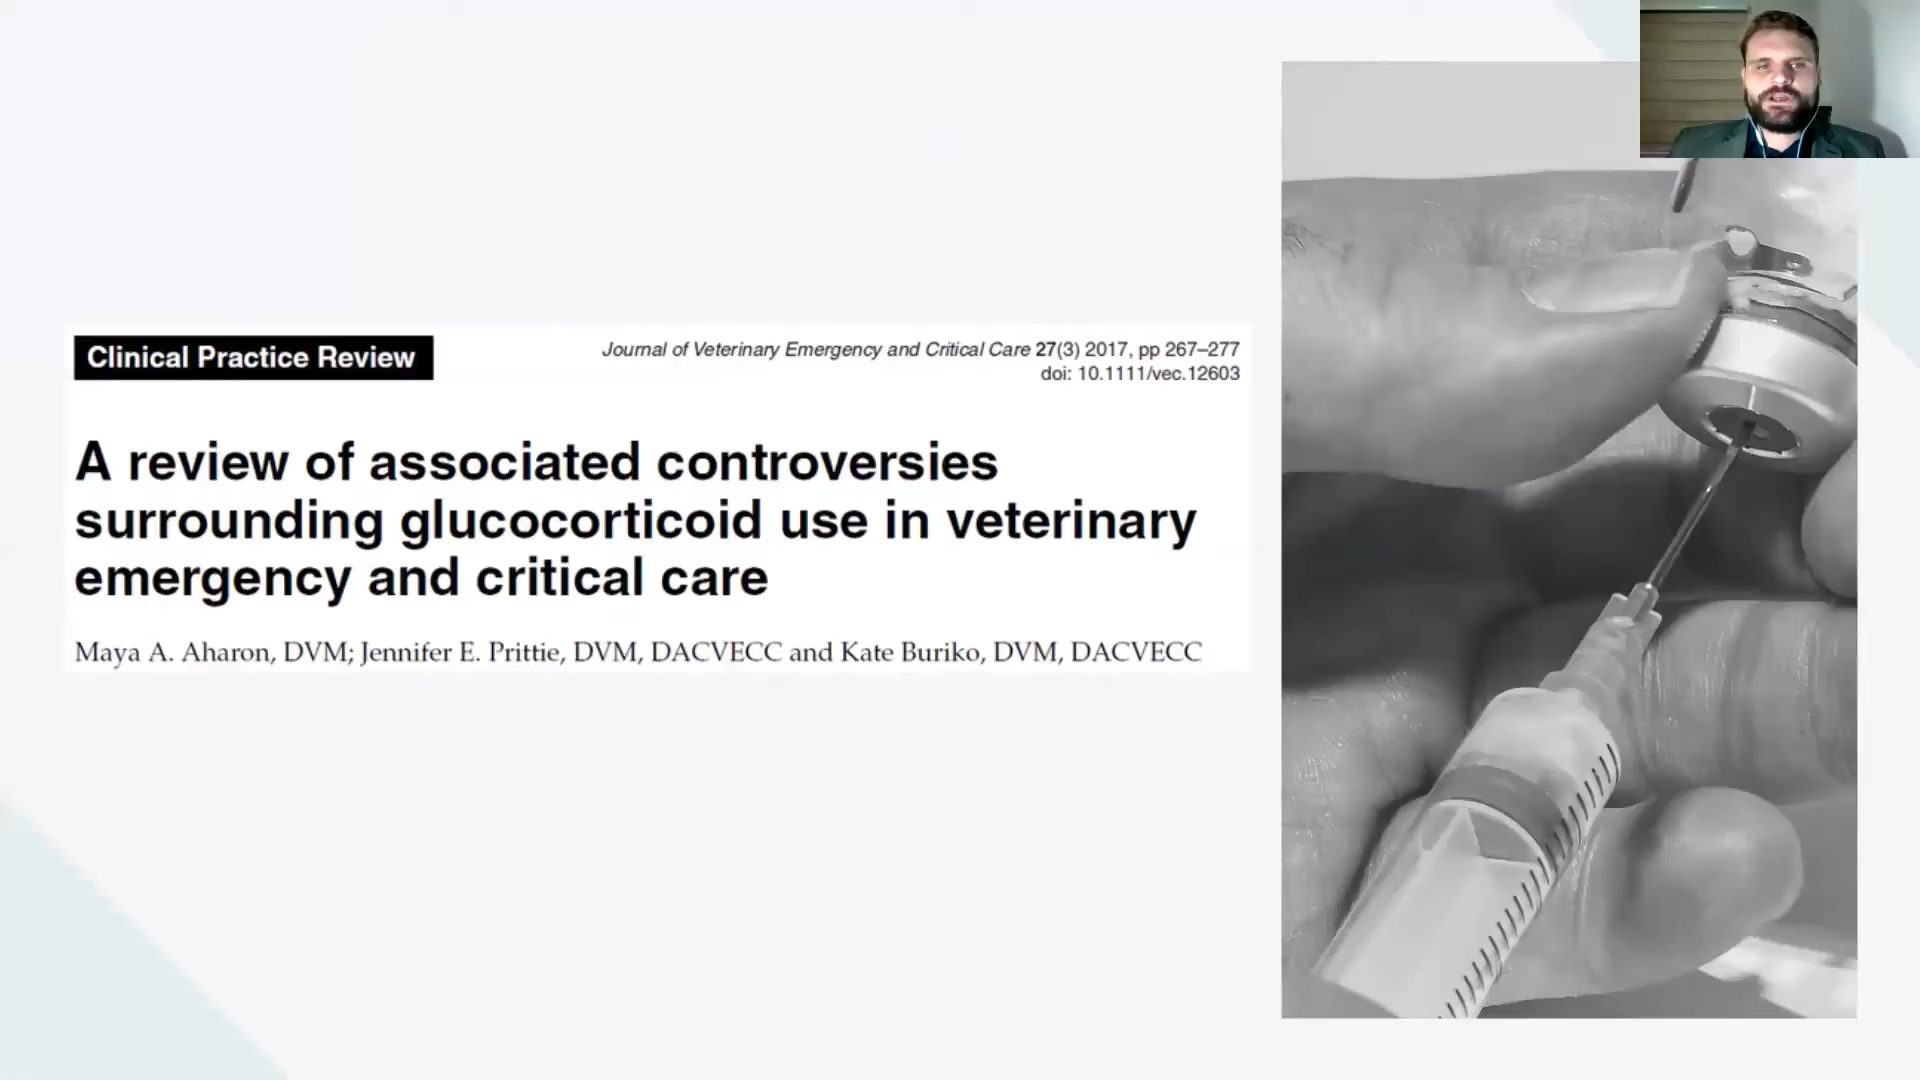 Clinical Practice Review
Journal of Veterinary Emergency and Critical Care 27(3) 2017, pp 267–277
doi: 10.1111/vec.12603
A review of associated controversies
surrounding glucocorticoid use in veterinary
emergency and critical care
Maya A. Aharon, DVM; Jennifer E. Prittie, DVM, DACVECC and Kate Buriko, DVM, DACVECC